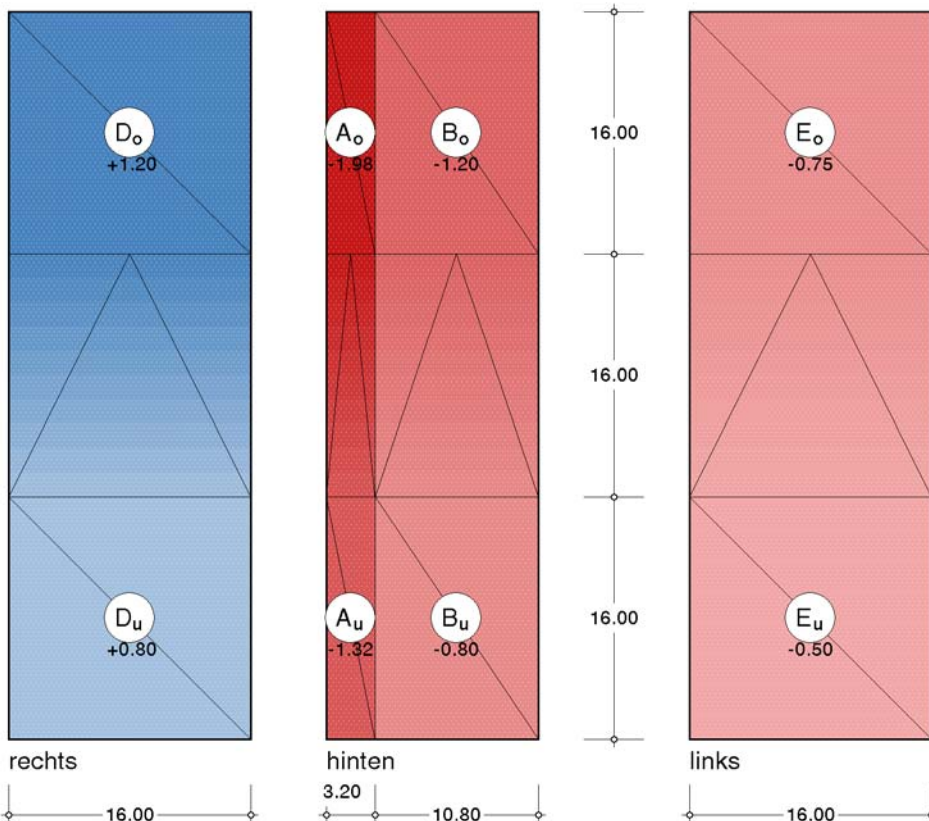 Do Ao Bo Eo
+1.20 -1.98 -1.20 -0.75
16.00
16.00
16.00
Du Au Bu Eu
+0.80 -1.32 -0.80 -0.50
rechts hinten links
3.20
16.00 10.80 16.00